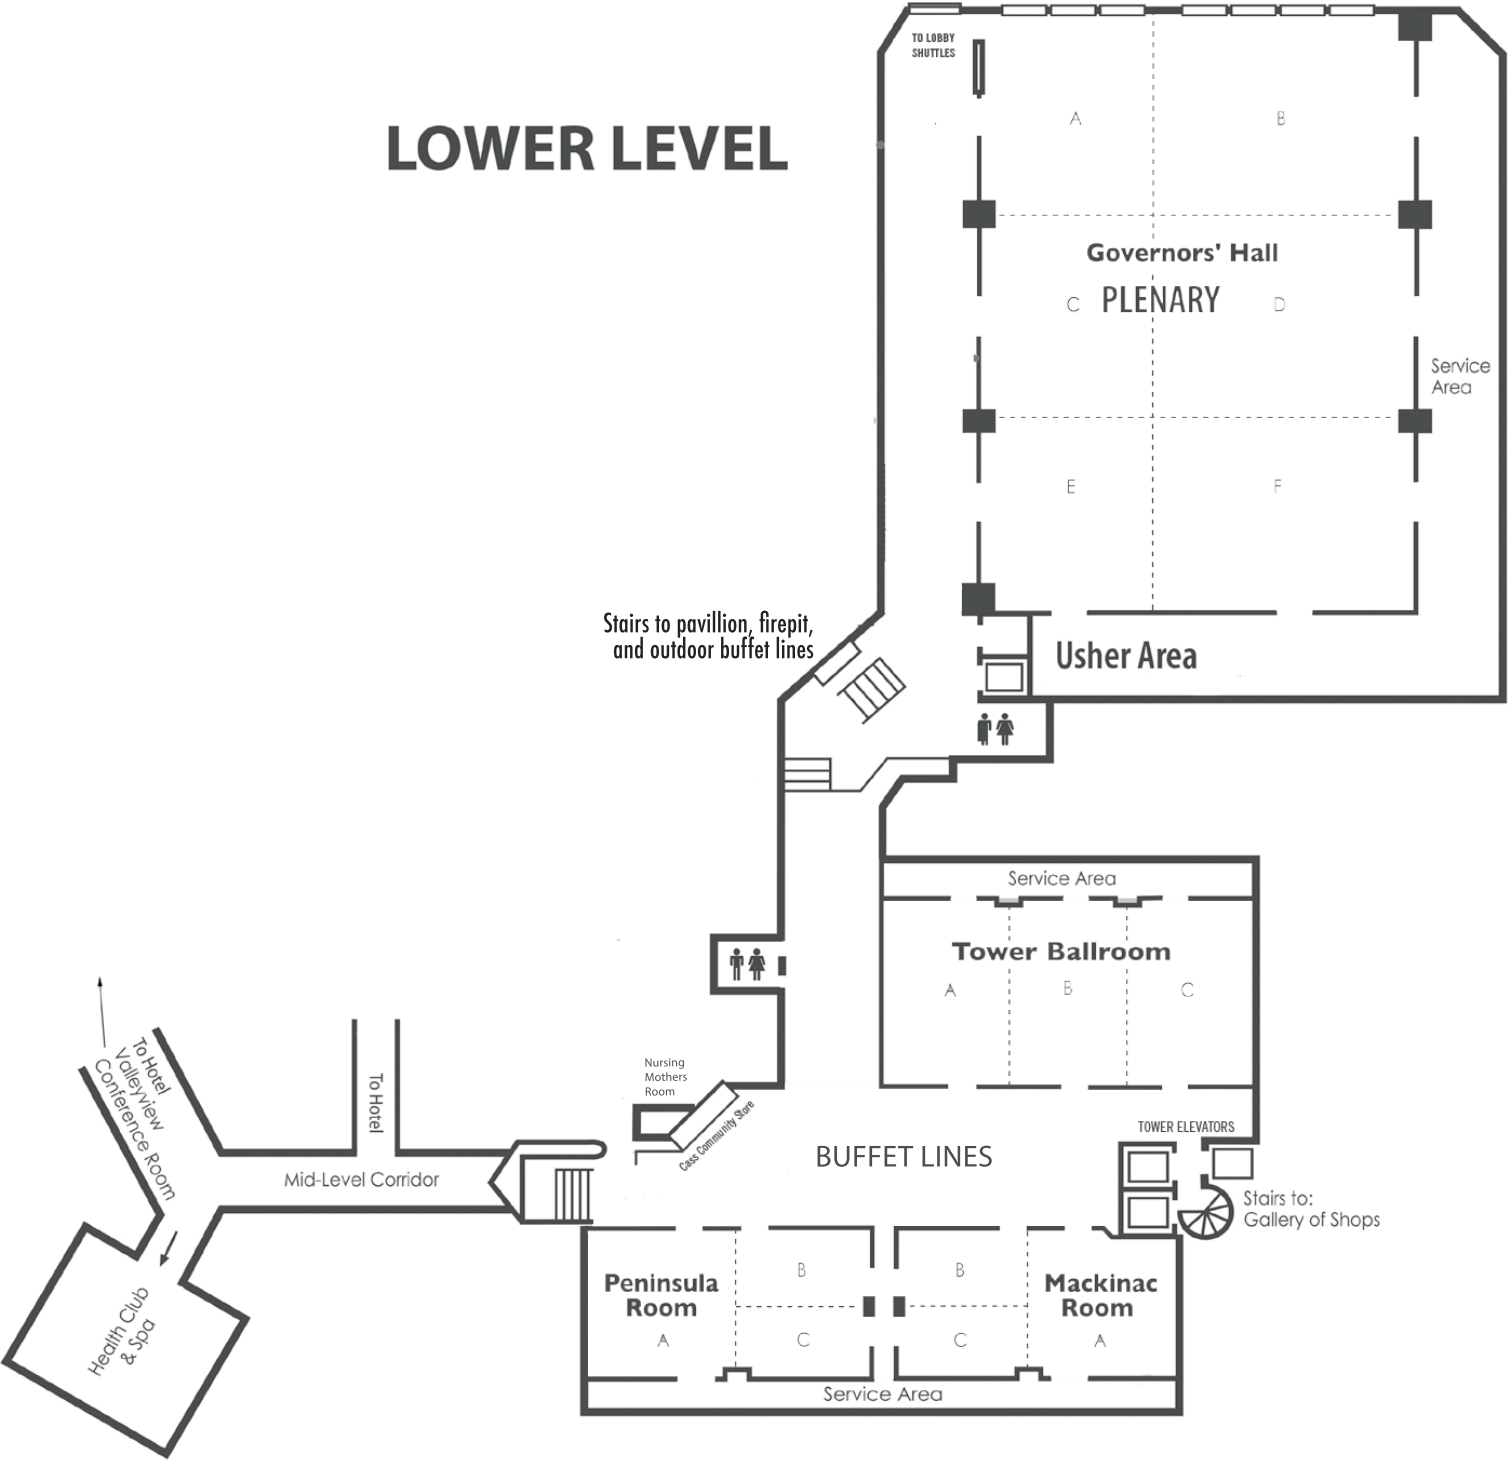 TO LOBBY
SHUTTLES
LOWER LEVEL
A
B
Governors' Hall
C
PLENARY
D
Service
Area
E
F
Stairs to pavillion, firepit,
and outdoor buffet lines
Usher Area
Service Area
Tower Ballroom
A
B
C
To Hotel
Valleyview
Conference Room
To Hotel
Nursing
Mothers
Room
Cass Community Store
TOWER ELEVATORS
BUFFET LINES
Mid-Level Corridor
Stairs to:
Gallery of Shops
Peninsula
Room
A
B
C
B
C
Mackinac
Room
A
Health Club
& Spa
Service Area